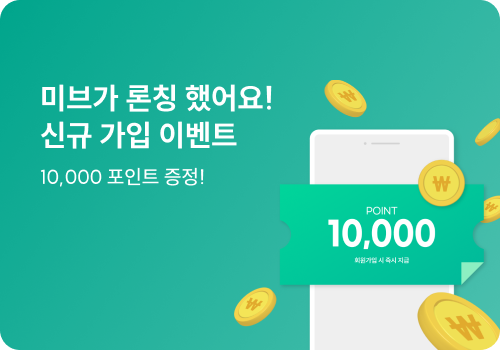 미브가 론칭 했어요!
신규 가입 이벤트
10,000 포인트 증정!
POINT
10,000
회원가입 시 즉시 지급
₩
₩
₩
₩
₩